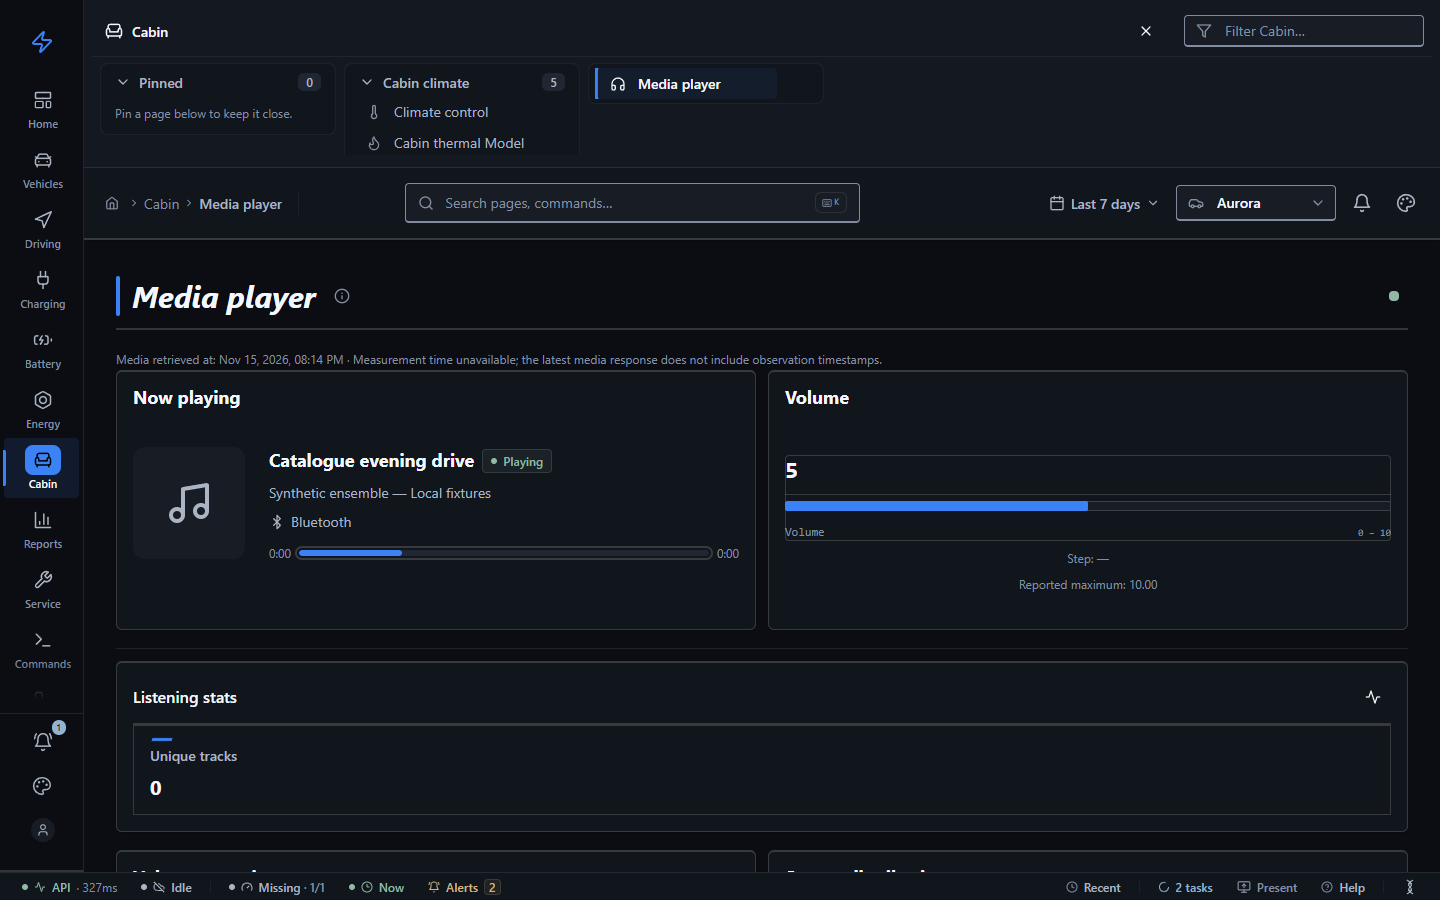 Cabin
Filter Cabin...
Pinned 0
Pin a page below to keep it close.
Cabin climate 5
Climate control
Cabin thermal Model
Media player
Home
Vehicles
Driving
Charging
Battery
Energy
Cabin
Reports
Service
Commands
1
Cabin Media player
Search pages, commands... K
Last 7 days
Aurora
Media player
Media retrieved at: Nov 15, 2026, 08:14 PM · Measurement time unavailable; the latest media response does not include observation timestamps.
Now playing
Catalogue evening drive Playing
Synthetic ensemble — Local fixtures
Bluetooth
0:00 0:00
Volume
5
Volume 0 – 10
Step: —
Reported maximum: 10.00
Listening stats
Unique tracks
0
API · 327ms Idle Missing · 1/1 Now Alerts 2 Recent 2 tasks Present Help